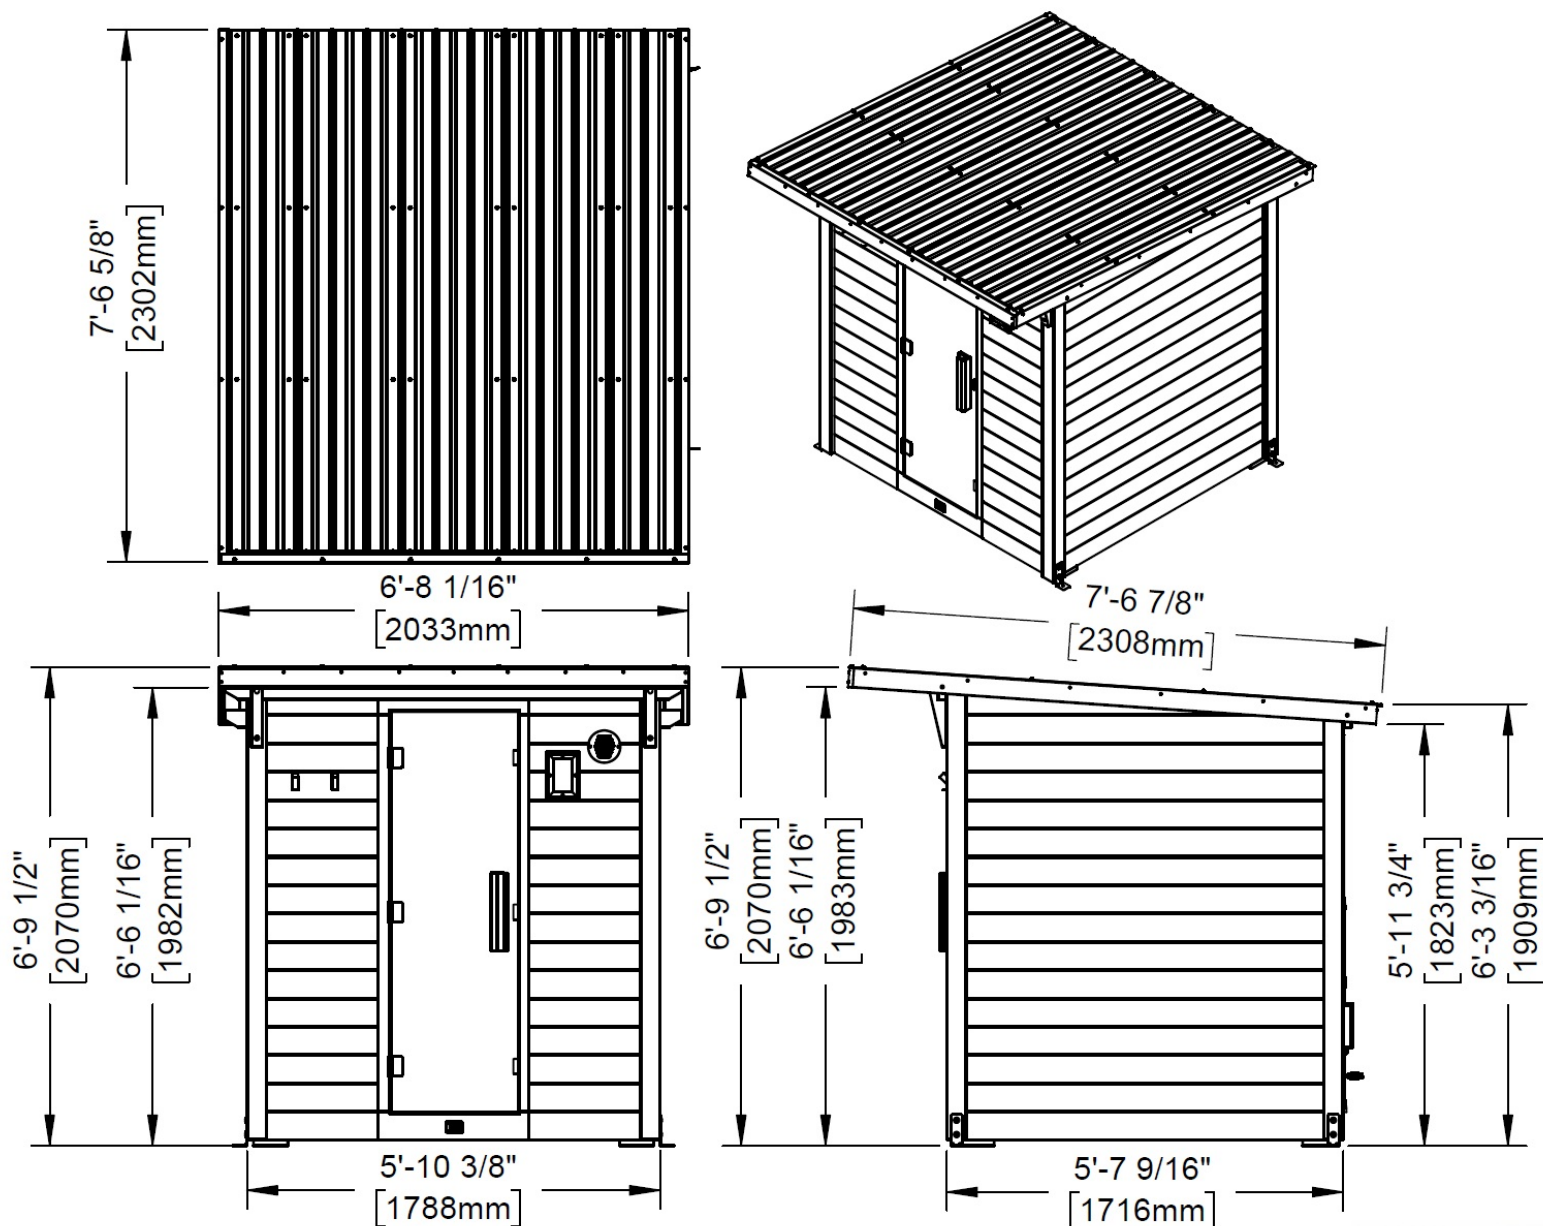 7'-6 5/8"
[2302mm]
6'-8 1/16"
[2033mm]
7'-6 7/8"
[2308mm]
6'-9 1/2"
[2070mm]
6'-6 1/16"
[1982mm]
5'-10 3/8"
[1788mm]
6'-9 1/2"
[2070mm]
6'-6 1/16"
[1983mm]
5'-11 3/4"
[1823mm]
6'-3 3/16"
[1909mm]
5'-7 9/16"
[1716mm]